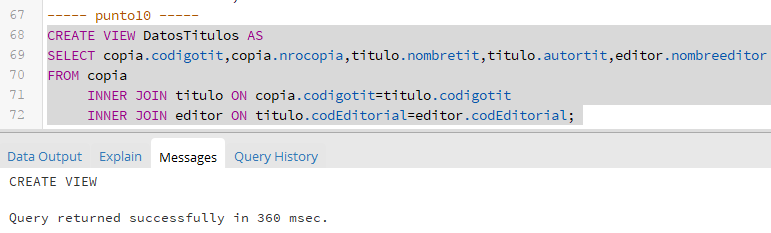 67
68 ----- punto10 -----
CREATE VIEW DatosTitulos AS
69 SELECT copia.codigotit,copia.nrocopia,titulo.nombretit,titulo.autortit,editor.nombreeditor
70 FROM copia
71 INNER JOIN titulo ON copia.codigotit=titulo.codigotit
72 INNER JOIN editor ON titulo.codEditorial=editor.codEditorial;
Data Output Explain Messages Query History
CREATE VIEW
Query returned successfully in 360 msec.